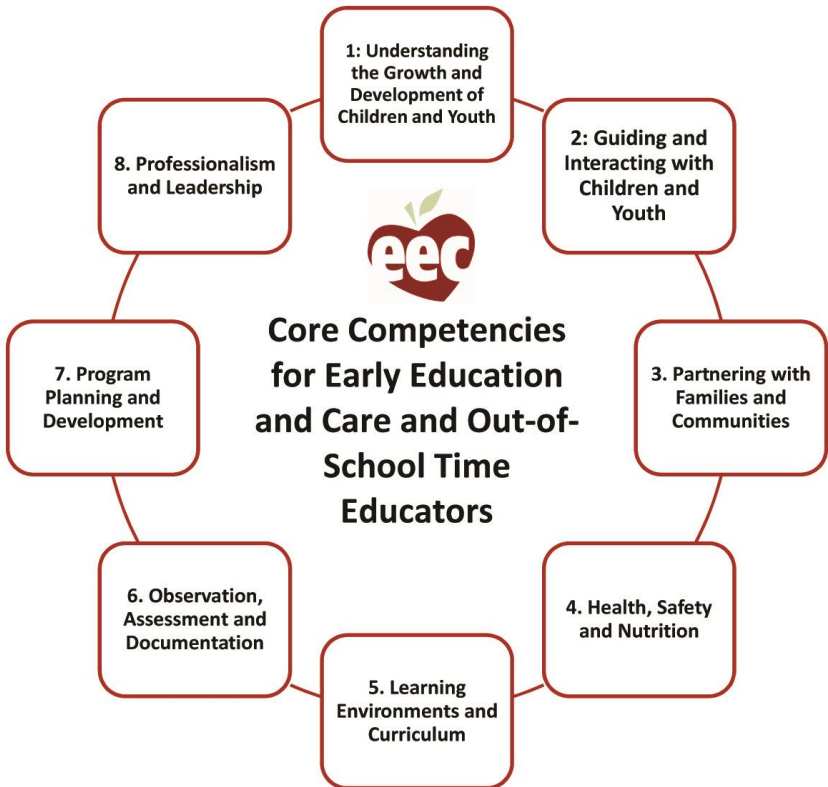 1: Understanding
the Growth and
Development of
Children and Youth
2: Guiding and
Interacting with
Children and
Youth
3. Partnering with
Families and
Communities
4. Health, Safety
and Nutrition
5. Learning
Environments and
Curriculum
6. Observation,
Assessment and
Documentation
7. Program
Planning and
Development
8. Professionalism
and Leadership
eec
Core Competencies
for Early Education
and Care and Out-of-
School Time
Educators